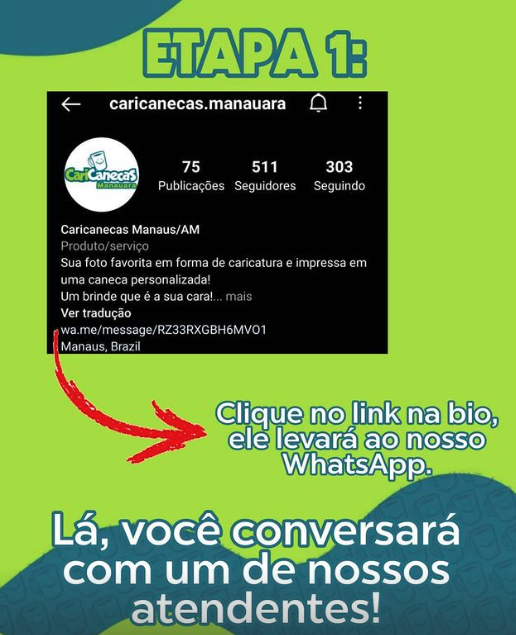 ETAPA 1:
caricanecas.manauara
CariCanecas
Manauara
75 511 303
Publicações Seguidores Seguindo
Caricanecas Manaus/AM
Produto/serviço
Sua foto favorita em forma de caricatura e impressa em
uma caneca personalizada!
Um brinde que é a sua cara!... mais
Ver tradução
wa.me/message/RZ33RXGBH6MVO1
Manaus, Brazil
Clique no link na bio,
ele levará ao nosso
WhatsApp.
Lá, você conversará
com um de nossos
atendentes!